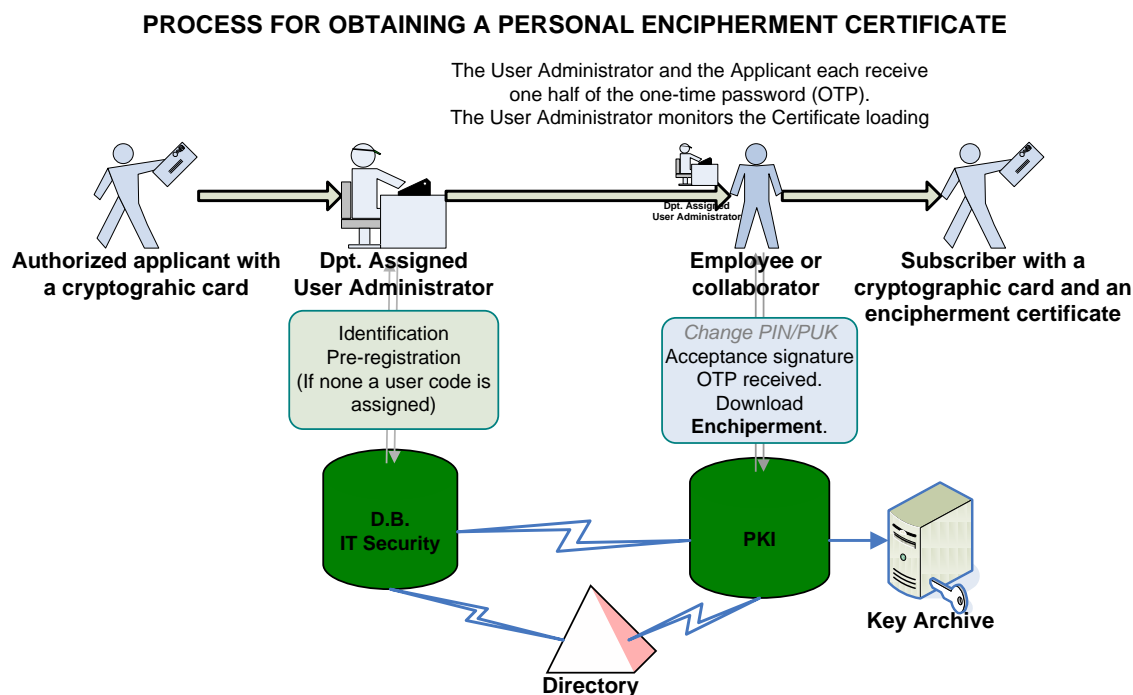 PROCESS FOR OBTAINING A PERSONAL ENCIPHERMENT CERTIFICATE
The User Administrator and the Applicant each receive
one half of the one-time password (OTP).
The User Administrator monitors the Certificate loading
Dpt. Assigned
User Administrator
Authorized applicant with
a cryptograhic card
Dpt. Assigned
User Administrator
Employee or
collaborator
Subscriber with a
cryptographic card and an
encipherment certificate
Identification
Pre-registration
(If none a user code is
assigned)
Change PIN/PUK
Acceptance signature
OTP received.
Download
Enchiperment.
D.B.
IT Security
PKI
Key Archive
Directory